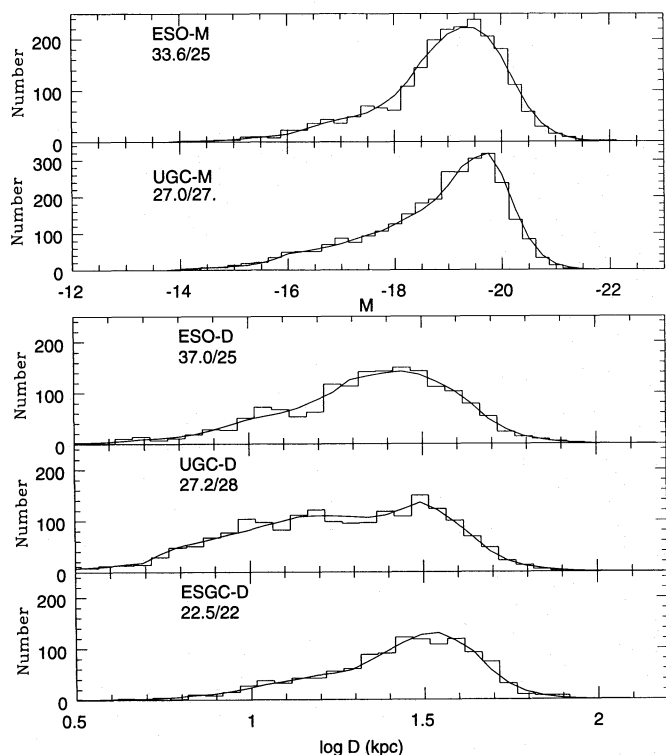 200
100
0
Number
ESO-M
33.6/25
300
200
100
0
Number
UGC-M
27.0/27.
-12
-14
-16
-18
-20
-22
M
200
100
0
Number
ESO-D
37.0/25
200
100
0
Number
UGC-D
27.2/28
200
100
0
Number
ESGC-D
22.5/22
0.5
1
1.5
2
log D (kpc)